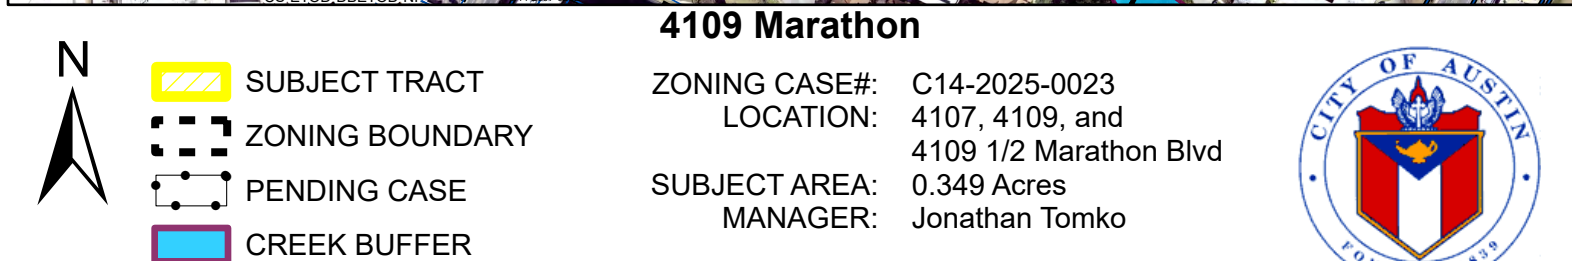 4109 Marathon
N
SUBJECT TRACT
ZONING BOUNDARY
PENDING CASE
CREEK BUFFER
ZONING CASE#: C14-2025-0023
LOCATION: 4107, 4109, and
4109 1/2 Marathon Blvd
SUBJECT AREA: 0.349 Acres
MANAGER: Jonathan Tomko
CITY OF AUSTIN